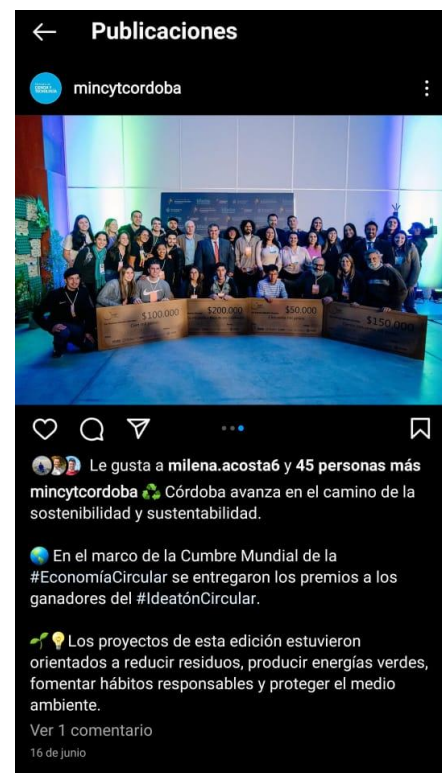 Publicaciones
mincytcordoba
$100.000
$200.000
$50.000
$150.000
Le gusta a milena.acosta6 y 45 personas más
mincytcordoba ♻️ Córdoba avanza en el camino de la
sostenibilidad y sustentabilidad.
🌎 En el marco de la Cumbre Mundial de la
#EconomíaCircular se entregaron los premios a los
ganadores del #IdeatónCircular.
🌱💡Los proyectos de esta edición estuvieron
orientados a reducir residuos, producir energías verdes,
fomentar hábitos responsables y proteger el medio
ambiente.
Ver 1 comentario
16 de junio